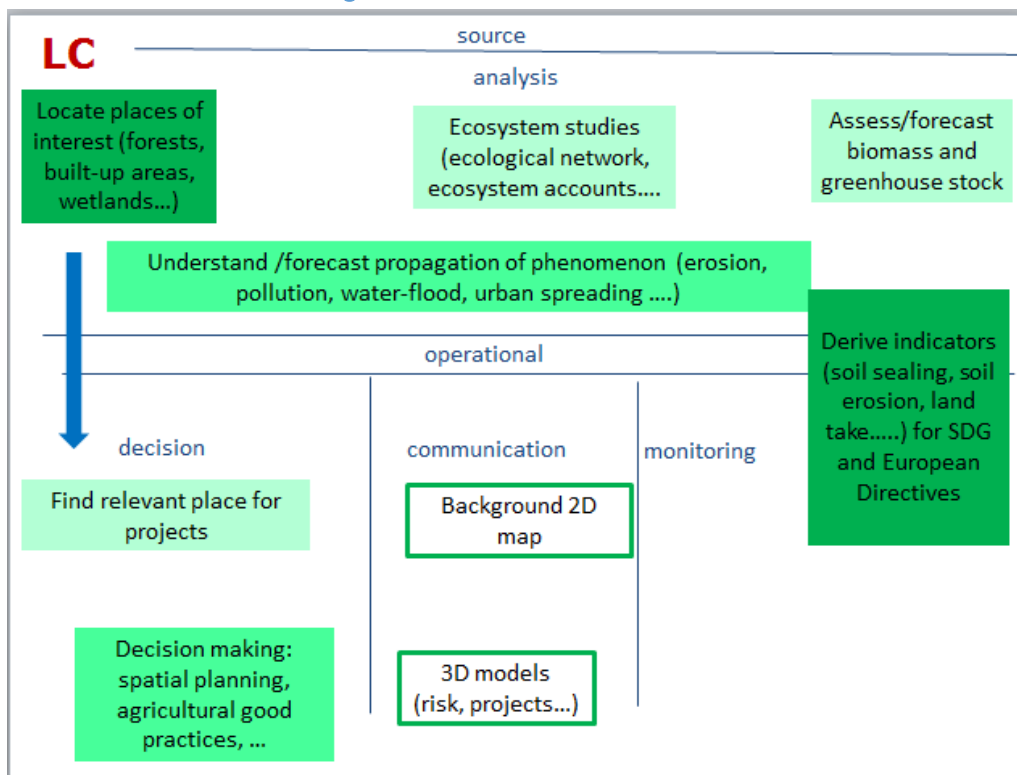 LC
source
analysis
Locate places of
interest (forests,
built-up areas,
wetlands...)
Ecosystem studies
(ecological network,
ecosystem accounts....
Assess/forecast
biomass and
greenhouse stock
Understand /forecast propagation of phenomenon (erosion,
pollution, water-flood, urban spreading ....)
operational
Derive indicators
(soil sealing, soil
erosion, land
take.....) for SDG
and European
Directives
decision
communication
monitoring
Find relevant place for
projects
Background 2D
map
Decision making:
spatial planning,
agricultural good
practices, ...
3D models
(risk, projects...)